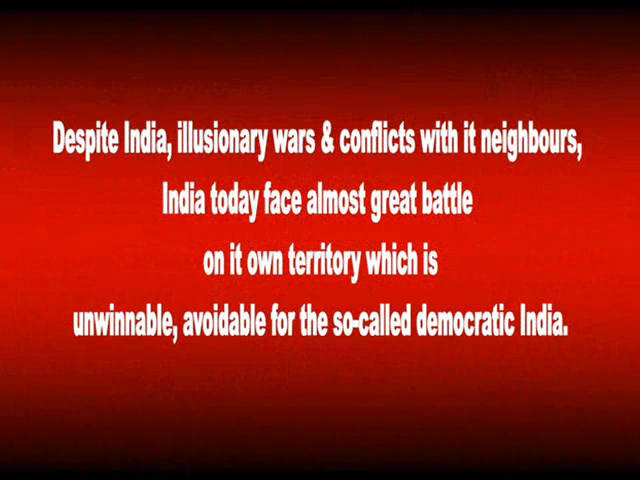 Despite India, illusionary wars & conflicts with it neighbours,
India today face almost great battle
on it own territory which is
unwinnable, avoidable for the so-called democratic India.